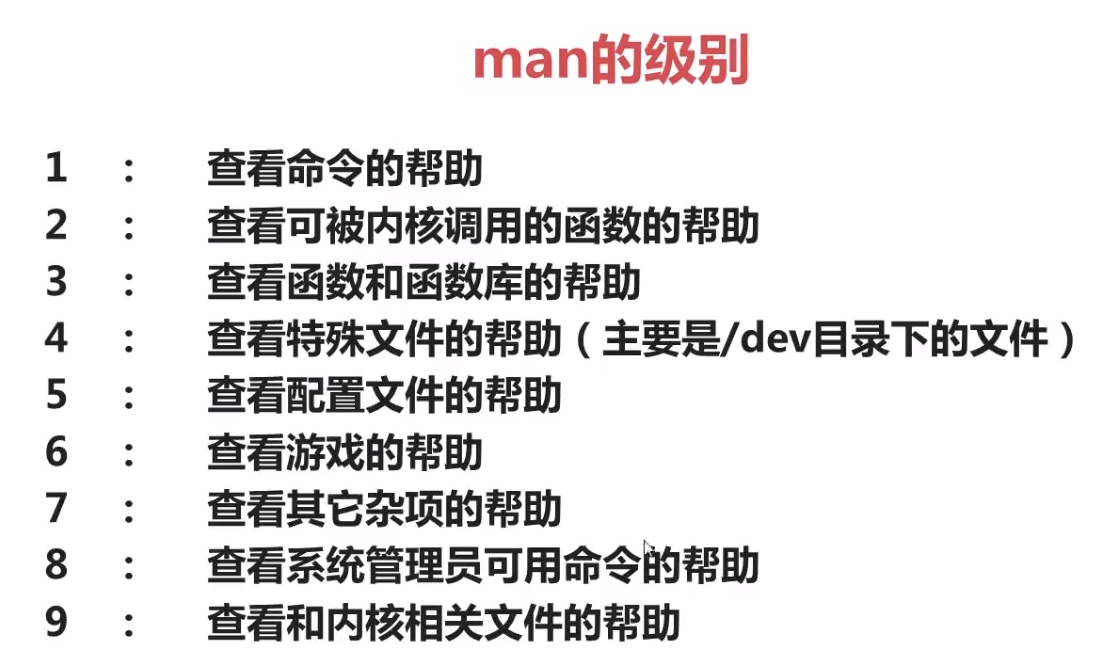 man的级别
1 : 查看命令的帮助
2 : 查看可被内核调用的函数的帮助
3 : 查看函数和函数库的帮助
4 : 查看特殊文件的帮助（主要是/dev目录下的文件）
5 : 查看配置文件的帮助
6 : 查看游戏的帮助
7 : 查看其它杂项的帮助
8 : 查看系统管理员可用命令的帮助
9 : 查看和内核相关文件的帮助